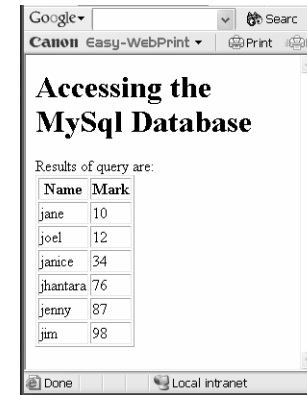 Google
Searc
Canon Easy-WebPrint
Print
Accessing the
MySql Database
Results of query are:
Name Mark
jane 10
joel 12
janice 34
jhantara 76
jenny 87
jim 98
Done Local intranet